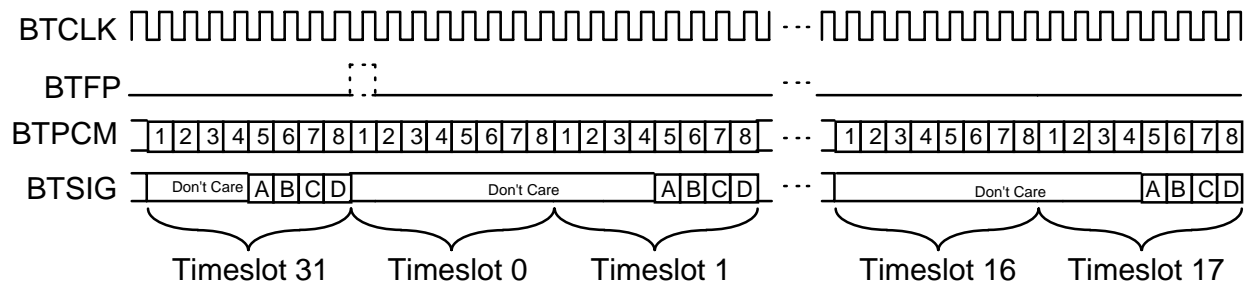 BTCLK ...
BTFP ...
BTPCM 1 2 3 4 5 6 7 8 1 2 3 4 5 6 7 8 1 2 3 4 5 6 7 8 ... 1 2 3 4 5 6 7 8 1 2 3 4 5 6 7 8
BTSIG Don't Care A B C D Don't Care A B C D ... Don't Care A B C D
Timeslot 31 Timeslot 0 Timeslot 1 Timeslot 16 Timeslot 17